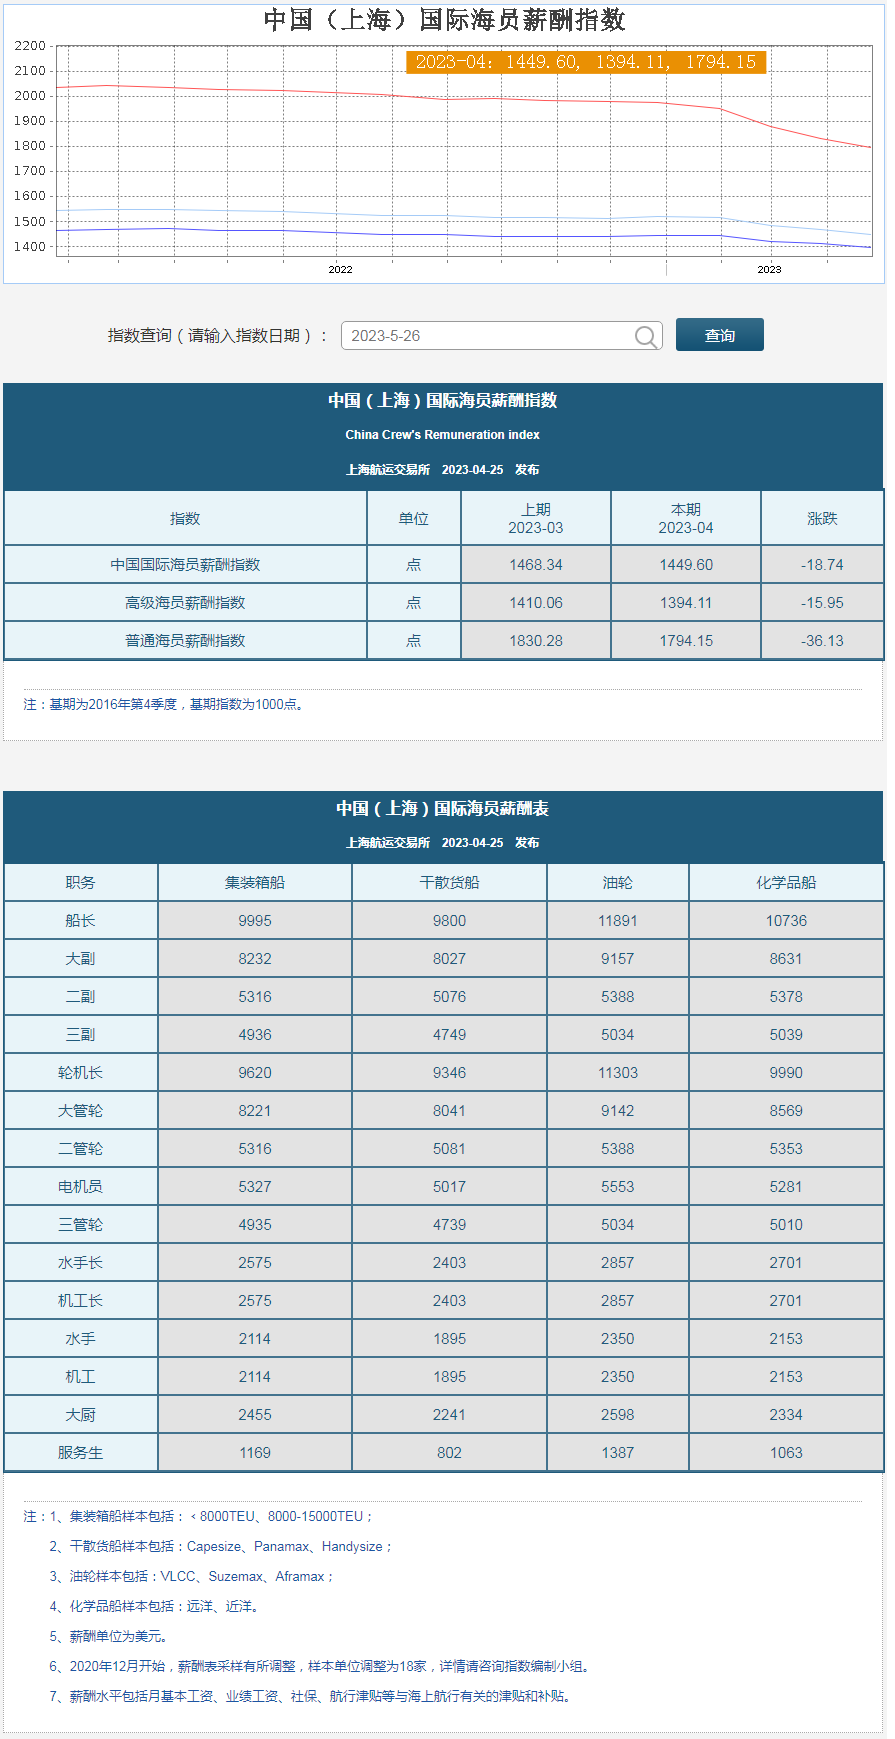 中国（上海）国际海员薪酬指数
2023-04: 1449.60, 1394.11, 1794.15
2200
2100
2000
1900
1800
1700
1600
1500
1400
2022 2023
指数查询（请输入指数日期）： 2023-5-26 查询
中国（上海）国际海员薪酬指数
China Crew's Remuneration index
上海航运交易所 2023-04-25 发布
指数 单位 上期 2023-03 本期 2023-04 涨跌
中国国际海员薪酬指数 点 1468.34 1449.60 -18.74
高级海员薪酬指数 点 1410.06 1394.11 -15.95
普通海员薪酬指数 点 1830.28 1794.15 -36.13
注：基期为2016年第4季度，基期指数为1000点。
中国（上海）国际海员薪酬表
上海航运交易所 2023-04-25 发布
职务 集装箱船 干散货船 油轮 化学品船
船长 9995 9800 11891 10736
大副 8232 8027 9157 8631
二副 5316 5076 5388 5378
三副 4936 4749 5034 5039
轮机长 9620 9346 11303 9990
大管轮 8221 8041 9142 8569
二管轮 5316 5081 5388 5353
电机员 5327 5017 5553 5281
三管轮 4935 4739 5034 5010
水手长 2575 2403 2857 2701
机工长 2575 2403 2857 2701
水手 2114 1895 2350 2153
机工 2114 1895 2350 2153
大厨 2455 2241 2598 2334
服务生 1169 802 1387 1063
注：1、集装箱船样本包括：﹤8000TEU、8000-15000TEU；
2、干散货船样本包括：Capesize、Panamax、Handysize；
3、油轮样本包括：VLCC、Suzemax、Aframax；
4、化学品船样本包括：远洋、近洋。
5、薪酬单位为美元。
6、2020年12月开始，薪酬表采样有所调整，样本单位调整为18家，详情请咨询指数编制小组。
7、薪酬水平包括月基本工资、业绩工资、社保、航行津贴等与海上航行有关的津贴和补贴。